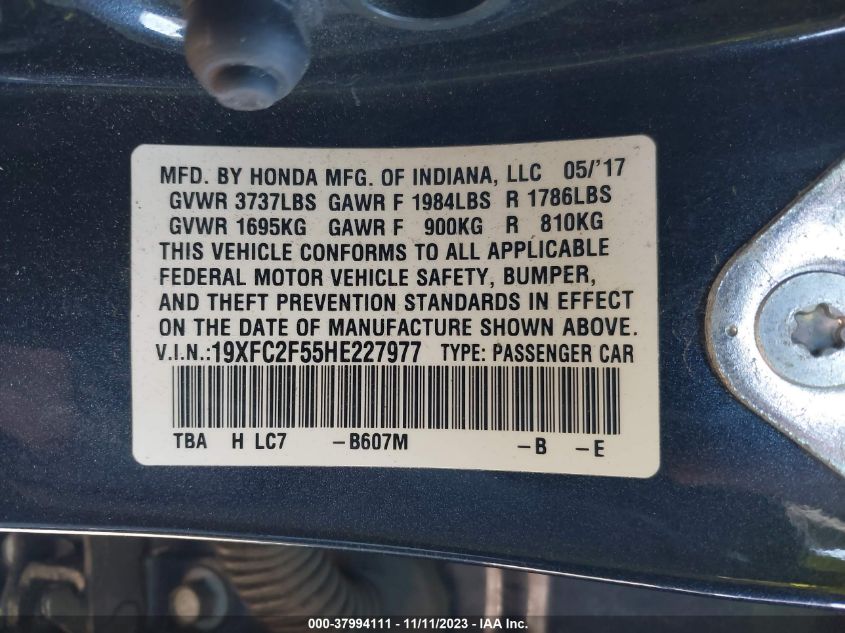 MFD. BY HONDA MFG. OF INDIANA, LLC 05/'17
GVWR 3737LBS GAWR F 1984LBS R 1786LBS
GVWR 1695KG GAWR F 900KG R 810KG
THIS VEHICLE CONFORMS TO ALL APPLICABLE
FEDERAL MOTOR VEHICLE SAFETY, BUMPER,
AND THEFT PREVENTION STANDARDS IN EFFECT
ON THE DATE OF MANUFACTURE SHOWN ABOVE.
V.I.N.:19XFC2F55HE227977 TYPE: PASSENGER CAR
TBA H LC7 -B607M -B -E
000-37994111 - 11/11/2023 - IAA Inc.